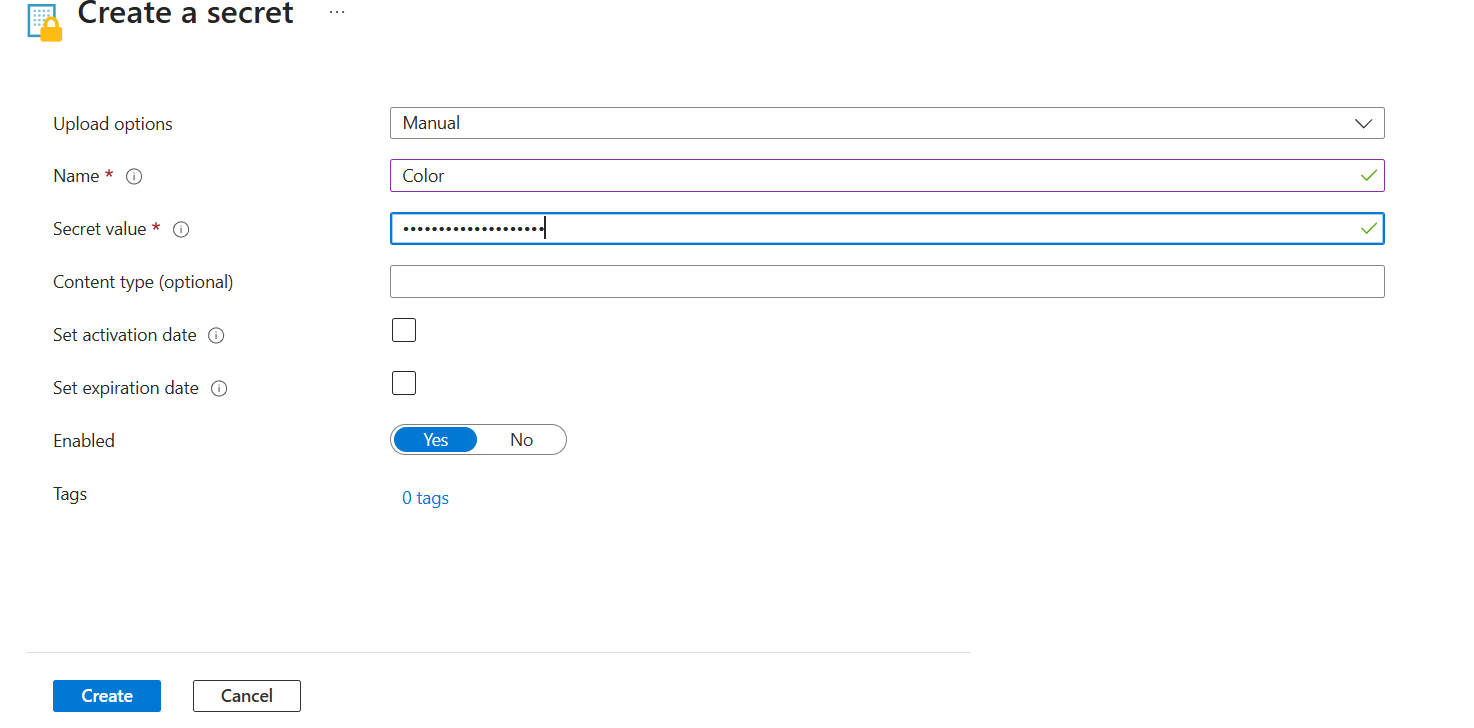 Create a secret ...
Upload options Manual
Name * Color
Secret value * ••••••••••••••••••••
Content type (optional)
Set activation date
Set expiration date
Enabled Yes No
Tags 0 tags
Create Cancel